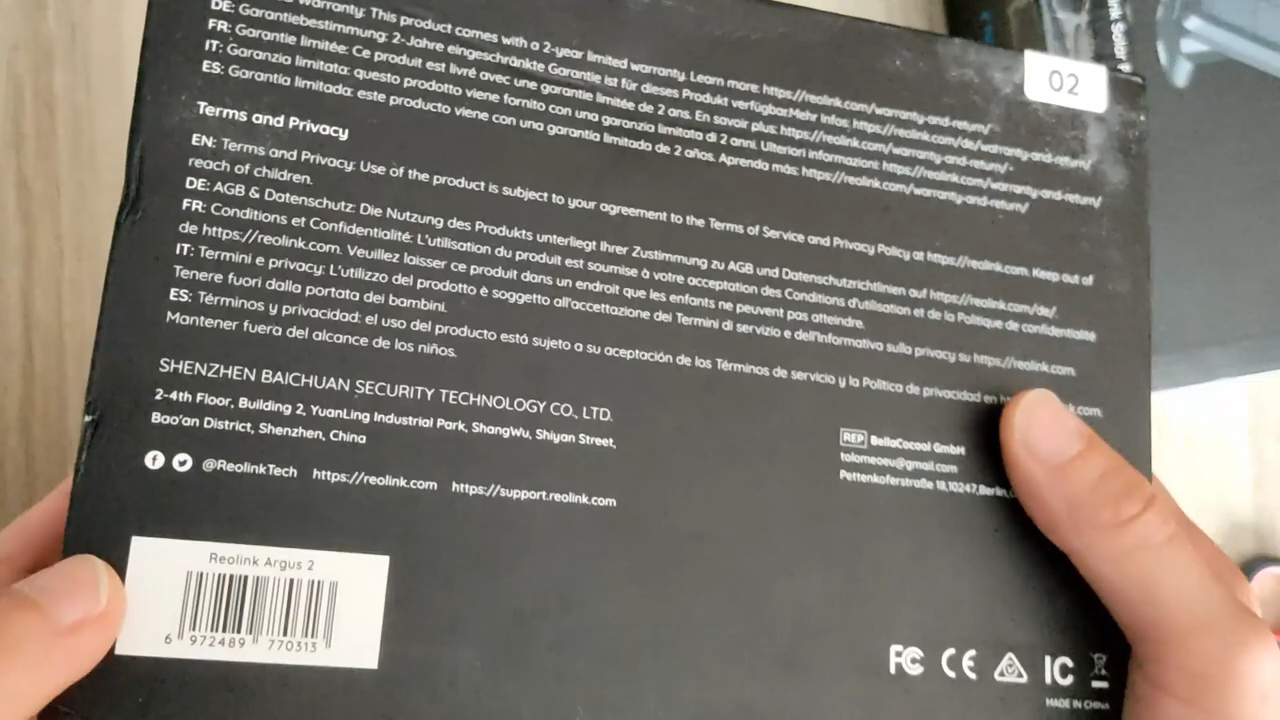 Warranty: This product comes with a 2-year limited warranty. Learn more: https://reolink.com/warranty-and-return/
DE: Garantiebestimmung: 2-Jahre eingeschränkte Garantie ist für dieses Produkt verfügbar.Mehr Infos: https://reolink.com/de/warranty-and-return/
FR: Garantie limitée: Ce produit est livré avec une garantie limitée de 2 ans. En savoir plus: https://reolink.com/warranty-and-return/
IT: Garanzia limitata: questo prodotto viene fornito con una garanzia limitata di 2 anni. Ulteriori informazioni: https://reolink.com/warranty-and-return/
ES: Garantía limitada: este producto viene con una garantía limitada de 2 años. Aprenda más: https://reolink.com/warranty-and-return/
02
Terms and Privacy
EN: Terms and Privacy: Use of the product is subject to your agreement to the Terms of Service and Privacy Policy at https://reolink.com. Keep out of
reach of children.
DE: AGB & Datenschutz: Die Nutzung des Produkts unterliegt Ihrer Zustimmung zu AGB und Datenschutzrichtlinien auf https://reolink.com/de/.
FR: Conditions et Confidentialité: L'utilisation du produit est soumise à votre acceptation des Conditions d'utilisation et de la Politique de confidentialité
de https://reolink.com. Veuillez laisser ce produit dans un endroit que les enfants ne peuvent pas atteindre.
IT: Termini e privacy: L'utilizzo del prodotto è soggetto all'accettazione dei Termini di servizio e dell'Informativa sulla privacy su https://reolink.com.
Tenere fuori dalla portata dei bambini.
ES: Términos y privacidad: el uso del producto está sujeto a su aceptación de los Términos de servicio y la Política de privacidad en
Mantener fuera del alcance de los niños.
SHENZHEN BAICHUAN SECURITY TECHNOLOGY CO., LTD.
2-4th Floor, Building 2, YuanLing Industrial Park, ShangWu, Shiyan Street,
Bao'an District, Shenzhen, China
@ReolinkTech https://reolink.com https://support.reolink.com
REP BellaCocool GmbH
tolomeoeu@gmail.com
Pettenkoferstraße 18,10247,Berlin,
Reolink Argus 2
6 972489 770313
FC CE IC
MADE IN CHINA